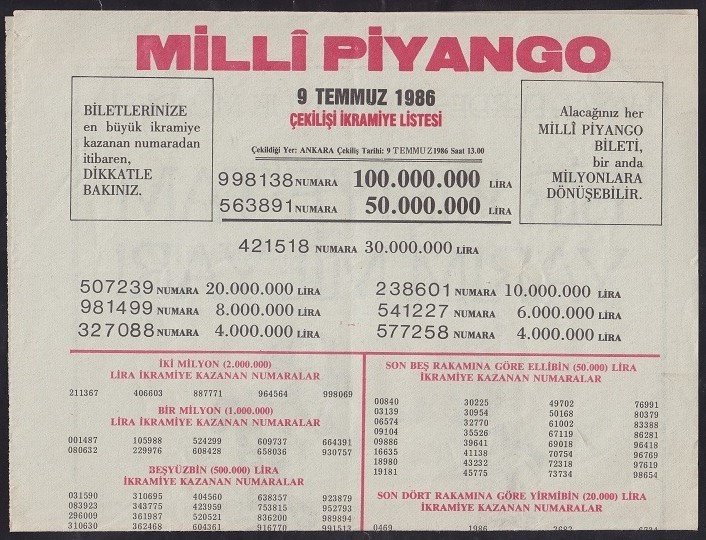 MİLLÎ PİYANGO
9 TEMMUZ 1986
ÇEKİLİŞİ İKRAMİYE LİSTESİ
BİLETLERİNİZE
en büyük ikramiye
kazanan numaradan
itibaren,
DİKKATLE
BAKINIZ.
Alacağınız her
MİLLÎ PİYANGO
BİLETİ,
bir anda
MİLYONLARA
DÖNÜŞEBİLİR.
Çekildiği Yer: ANKARA Çekiliş Tarihi: 9 TEMMUZ 1986 Saat 13.00
998138 NUMARA 100.000.000 LİRA
563891 NUMARA 50.000.000 LİRA
421518 NUMARA 30.000.000 LİRA
507239 NUMARA 20.000.000 LİRA
981499 NUMARA 8.000.000 LİRA
327088 NUMARA 4.000.000 LİRA
238601 NUMARA 10.000.000 LİRA
541227 NUMARA 6.000.000 LİRA
577258 NUMARA 4.000.000 LİRA
İKİ MİLYON (2.000.000)
LİRA İKRAMİYE KAZANAN NUMARALAR
211367 406603 887771 964564 998069
BİR MİLYON (1.000.000)
LİRA İKRAMİYE KAZANAN NUMARALAR
001487 105988 524299 609737 664391
080632 229976 608428 658036 930757
BEŞYÜZBİN (500.000) LİRA
İKRAMİYE KAZANAN NUMARALAR
031590 310695 404560 638357 923879
083923 343775 423959 753815 952793
296009 361987 520521 836200 989894
310630 362468 604361 916770 991513
SON BEŞ RAKAMINA GÖRE ELLİBİN (50.000) LİRA
İKRAMİYE KAZANAN NUMARALAR
00840 30225 49702 76991
03139 30954 50168 80379
06574 32770 61002 83388
09104 35526 67119 86281
09886 39641 69018 96418
16635 41138 70754 96769
18980 43232 72318 97619
19181 45775 73734 98654
SON DÖRT RAKAMINA GÖRE YİRMİBİN (20.000) LİRA
İKRAMİYE KAZANAN NUMARALAR
0469 1986 3682 6734